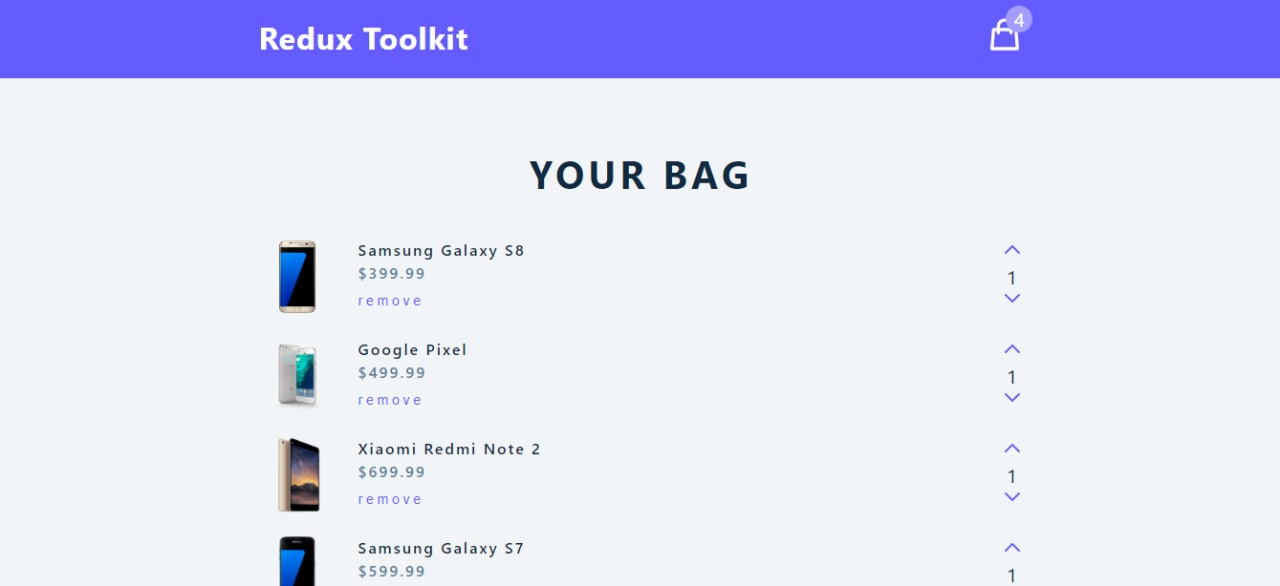 Redux Toolkit
4
YOUR BAG
Samsung Galaxy S8
$399.99
remove
1
Google Pixel
$499.99
remove
1
Xiaomi Redmi Note 2
$699.99
remove
1
Samsung Galaxy S7
$599.99
1